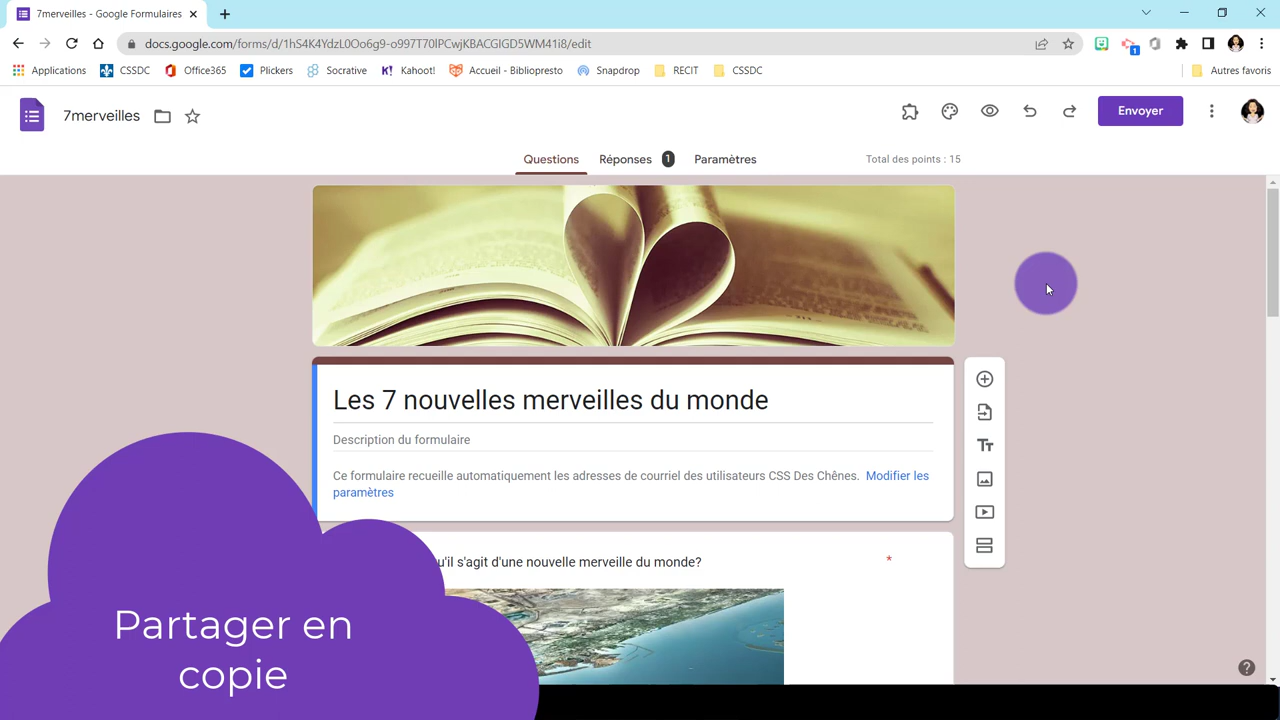 7merveilles - Google Formulaires
docs.google.com/forms/d/1hS4K4YdzL0Oo6g9-d97T70lPCwjKBACGIGD5WM41i8/edit
1
Applications CSSDC Office365 Plickers Socrative Kahoot! Accueil - Bibliopresto Snapdrop RECIT CSSDC Autres favoris
7merveilles
Envoyer
Questions Réponses 1 Paramètres Total des points : 15
Les 7 nouvelles merveilles du monde
Description du formulaire
Ce formulaire recueille automatiquement les adresses de courriel des utilisateurs CSS Des Chênes. Modifier les
paramètres
u'il s'agit d'une nouvelle merveille du monde? *
Partager en
copie